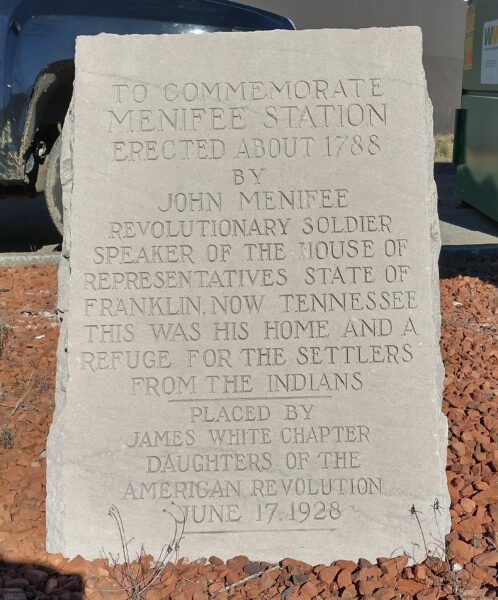 TO COMMEMORATE
MENIFEE STATION
ERECTED ABOUT 1788
BY
JOHN MENIFEE
REVOLUTIONARY SOLDIER
SPEAKER OF THE HOUSE OF
REPRESENTATIVES STATE OF
FRANKLIN, NOW TENNESSEE
THIS WAS HIS HOME AND A
REFUGE FOR THE SETTLERS
FROM THE INDIANS
PLACED BY
JAMES WHITE CHAPTER
DAUGHTERS OF THE
AMERICAN REVOLUTION
JUNE 17, 1928